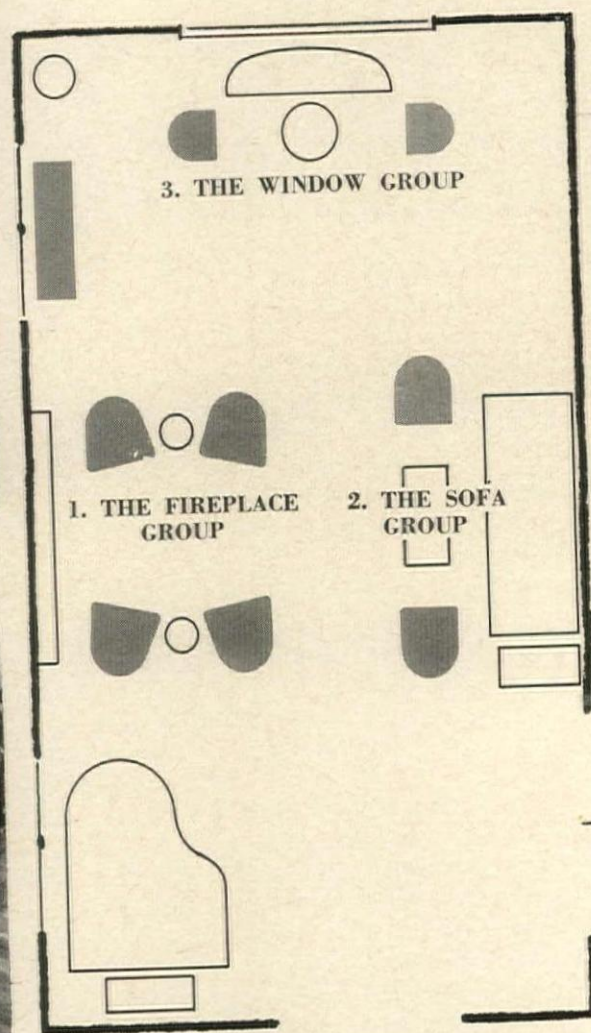 3. THE WINDOW GROUP
1. THE FIREPLACE
GROUP
2. THE SOFA
GROUP